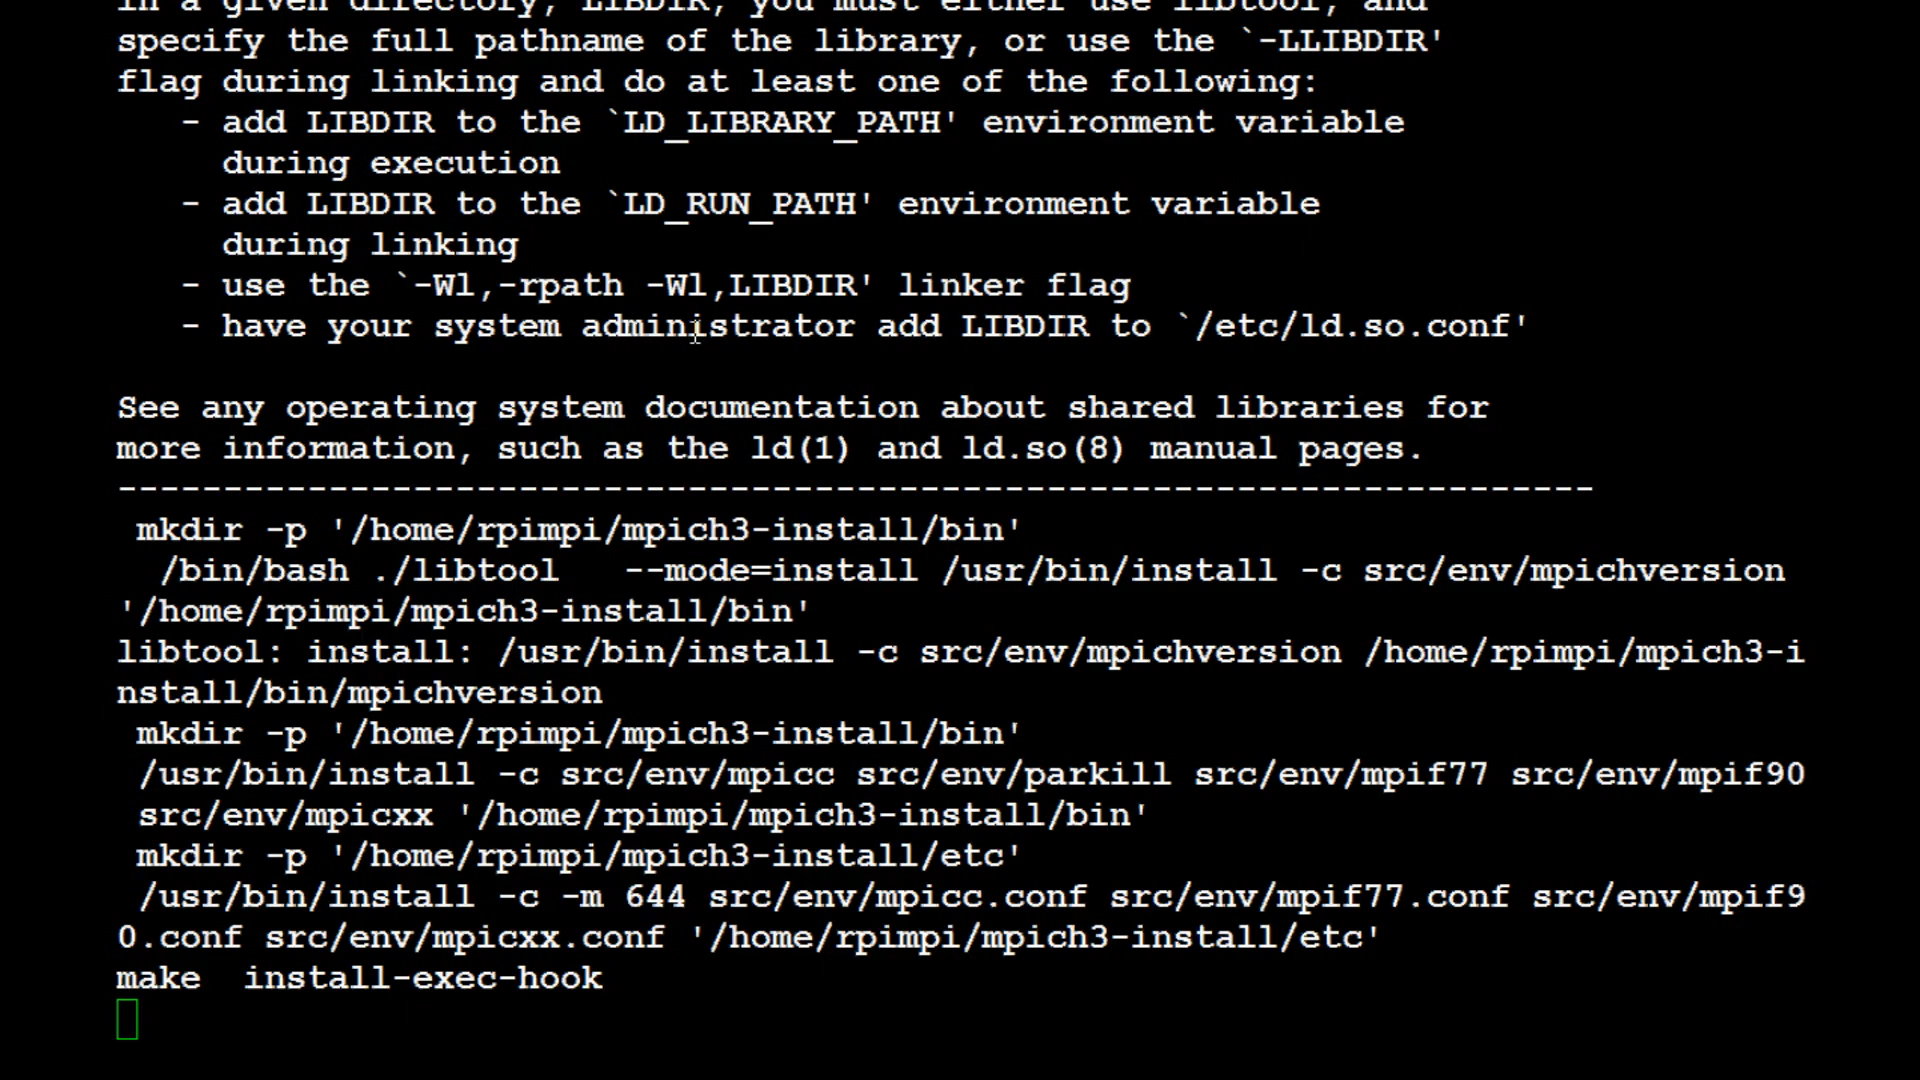 in a given directory, LIBDIR, you must either use libtool, and
specify the full pathname of the library, or use the `-LLIBDIR'
flag during linking and do at least one of the following:
   - add LIBDIR to the `LD_LIBRARY_PATH' environment variable
     during execution
   - add LIBDIR to the `LD_RUN_PATH' environment variable
     during linking
   - use the `-Wl,-rpath -Wl,LIBDIR' linker flag
   - have your system administrator add LIBDIR to `/etc/ld.so.conf'

See any operating system documentation about shared libraries for
more information, such as the ld(1) and ld.so(8) manual pages.
----------------------------------------------------------------------
 mkdir -p '/home/rpimpi/mpich3-install/bin'
  /bin/bash ./libtool   --mode=install /usr/bin/install -c src/env/mpichversion
'/home/rpimpi/mpich3-install/bin'
libtool: install: /usr/bin/install -c src/env/mpichversion /home/rpimpi/mpich3-i
nstall/bin/mpichversion
 mkdir -p '/home/rpimpi/mpich3-install/bin'
 /usr/bin/install -c src/env/mpicc src/env/parkill src/env/mpif77 src/env/mpif90
 src/env/mpicxx '/home/rpimpi/mpich3-install/bin'
 mkdir -p '/home/rpimpi/mpich3-install/etc'
 /usr/bin/install -c -m 644 src/env/mpicc.conf src/env/mpif77.conf src/env/mpif9
0.conf src/env/mpicxx.conf '/home/rpimpi/mpich3-install/etc'
make  install-exec-hook